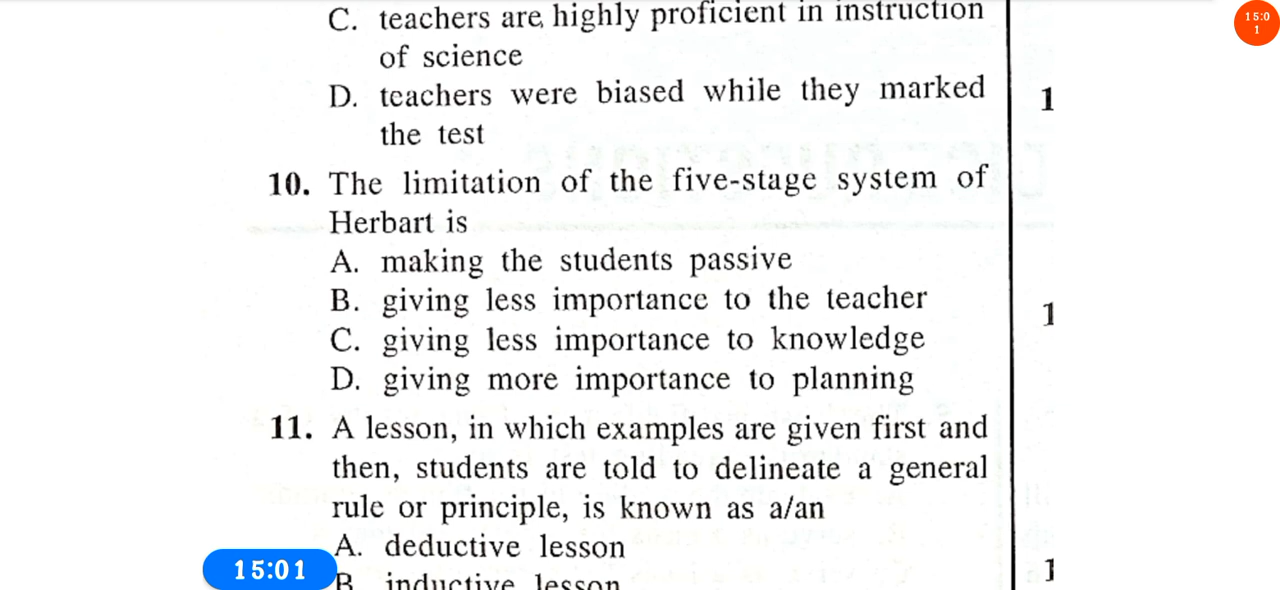 C. teachers are highly proficient in instruction
of science
D. teachers were biased while they marked
the test
10. The limitation of the five-stage system of
Herbart is
A. making the students passive
B. giving less importance to the teacher
C. giving less importance to knowledge
D. giving more importance to planning
11. A lesson, in which examples are given first and
then, students are told to delineate a general
rule or principle, is known as a/an
A. deductive lesson
B. inductive lesson
1
1
1
15:01
15:0
1